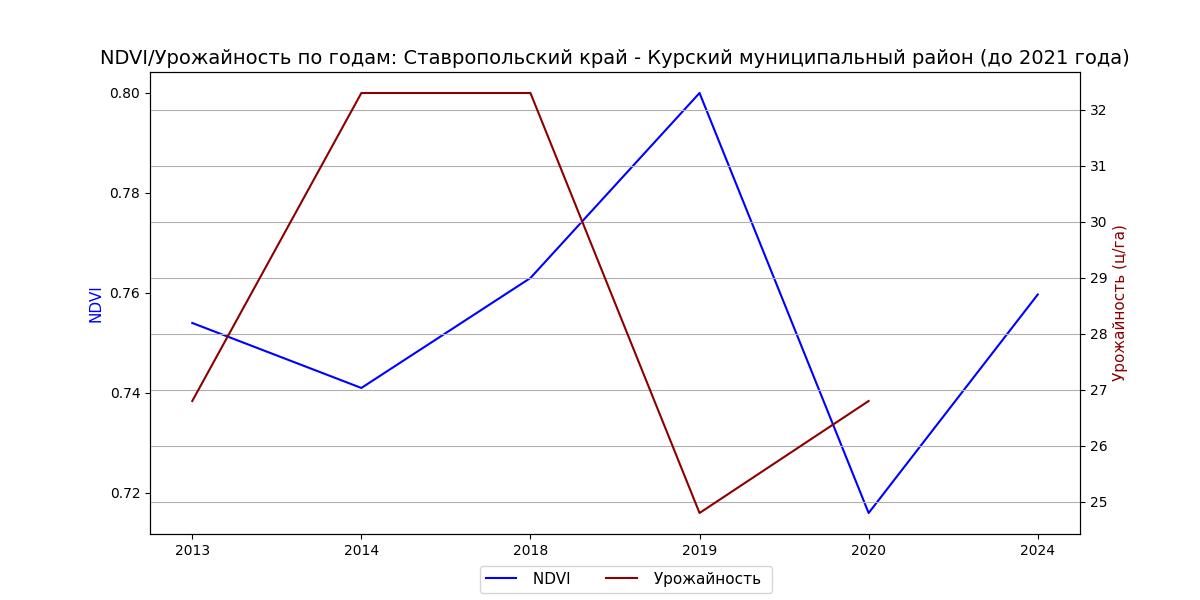 NDVI/Урожайность по годам: Ставропольский край - Курский муниципальный район (до 2021 года)
0.80
0.78
0.76
0.74
0.72
NDVI
32
31
30
29
28
27
26
25
Урожайность (ц/га)
2013 2014 2018 2019 2020 2024
NDVI Урожайность